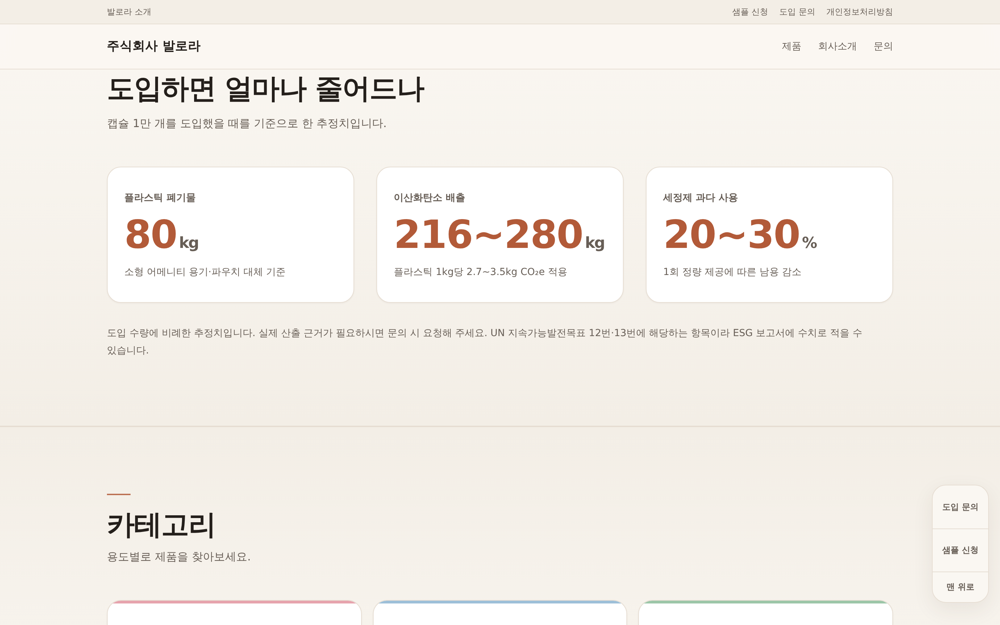 발로라 소개
샘플 신청 도입 문의 개인정보처리방침
주식회사 발로라
제품 회사소개 문의
도입하면 얼마나 줄어드나
캡슐 1만 개를 도입했을 때를 기준으로 한 추정치입니다.
플라스틱 폐기물
80kg
소형 어메니티 용기·파우치 대체 기준
이산화탄소 배출
216~280kg
플라스틱 1kg당 2.7~3.5kg CO₂e 적용
세정제 과다 사용
20~30%
1회 정량 제공에 따른 남용 감소
도입 수량에 비례한 추정치입니다. 실제 산출 근거가 필요하시면 문의 시 요청해 주세요. UN 지속가능발전목표 12번·13번에 해당하는 항목이라 ESG 보고서에 수치로 적을 수
있습니다.
카테고리
용도별로 제품을 찾아보세요.
도입 문의
샘플 신청
맨 위로